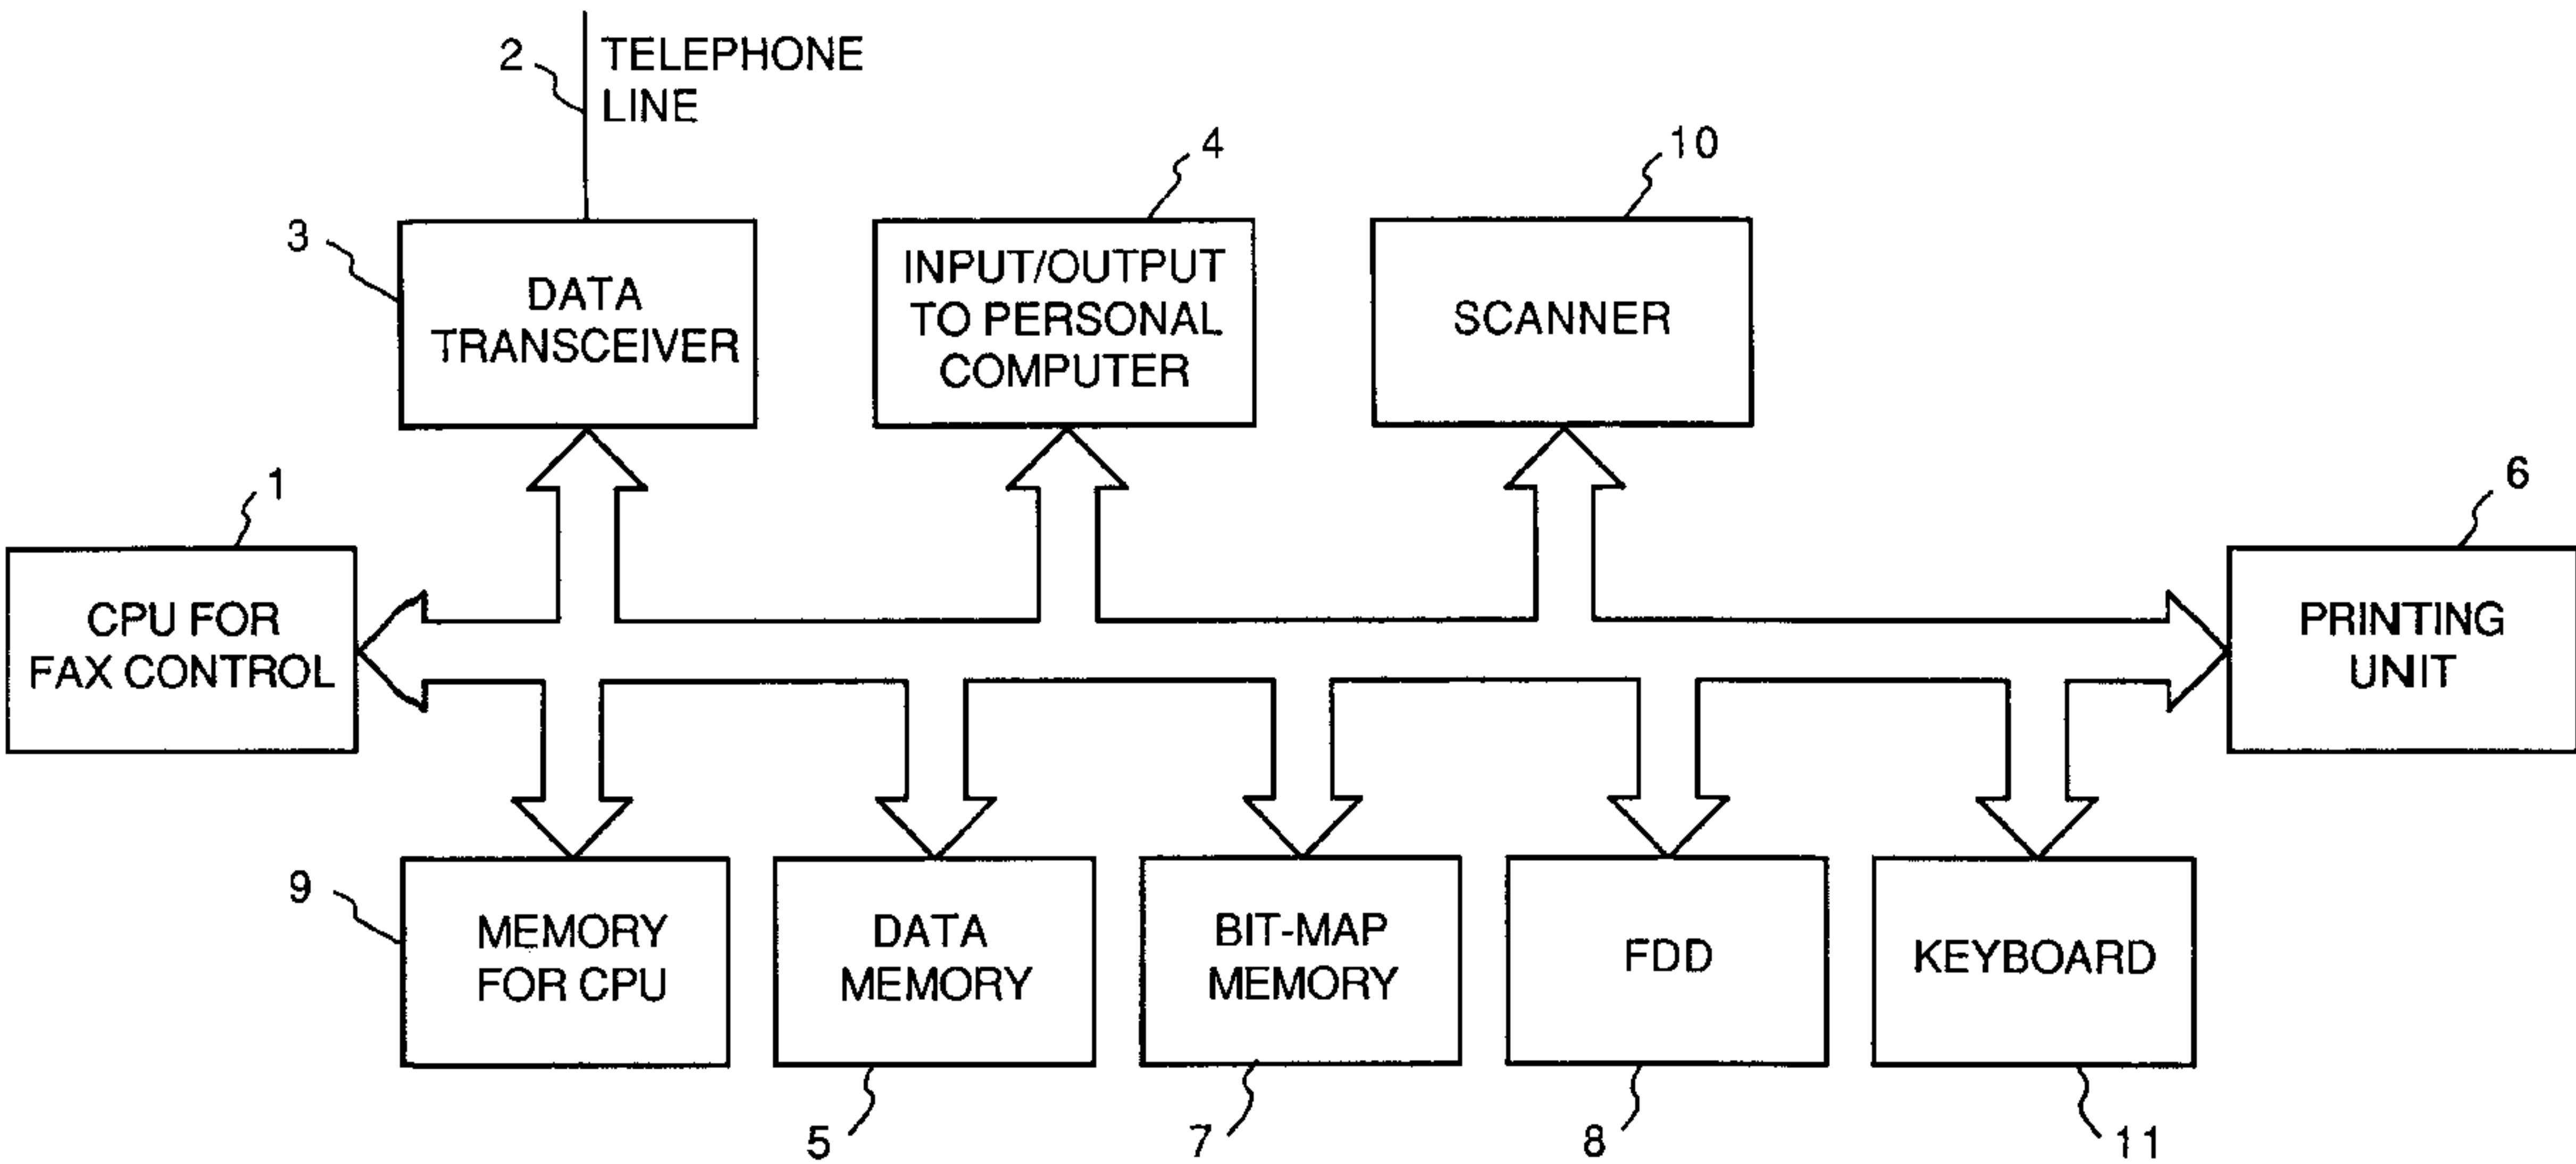 2
TELEPHONE
LINE
3
DATA
TRANSCEIVER
4
INPUT/OUTPUT
TO PERSONAL
COMPUTER
10
SCANNER
1
CPU FOR
FAX CONTROL
6
PRINTING
UNIT
9
MEMORY
FOR CPU
DATA
MEMORY
5
BIT-MAP
MEMORY
7
FDD
8
KEYBOARD
11